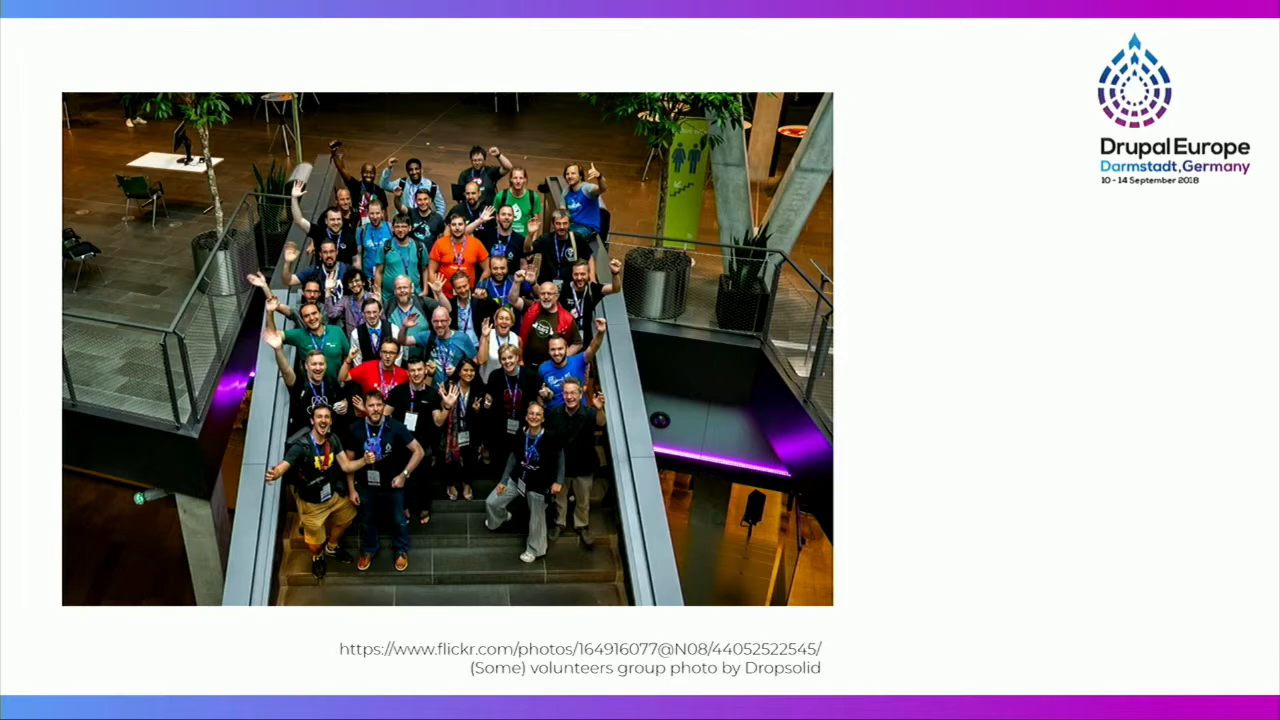 Drupal Europe
Darmstadt, Germany
10 - 14 September 2018
https://www.flickr.com/photos/164916077@N08/44052522545/
(Some) volunteers group photo by Dropsolid